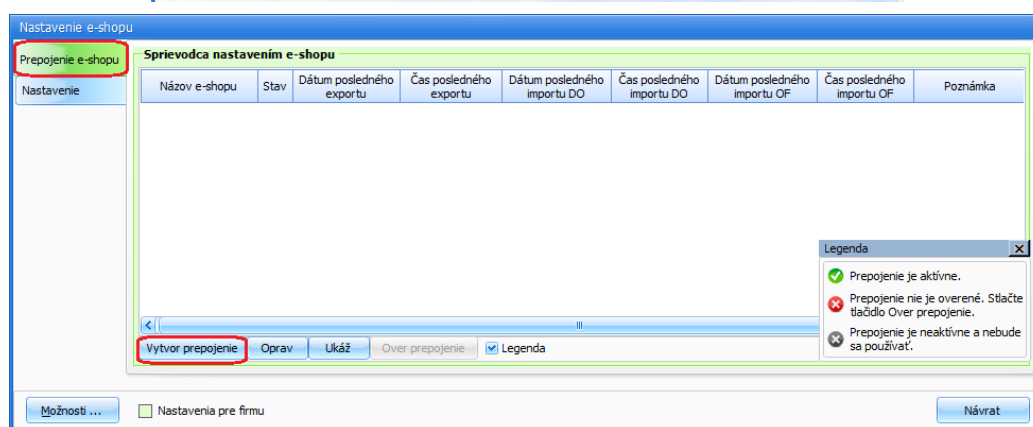 Nastavenie e-shopu
Prepojenie e-shopu
Nastavenie
Sprievodca nastavením e-shopu
Názov e-shopu
Stav
Dátum posledného
exportu
Čas posledného
exportu
Dátum posledného
importu DO
Čas posledného
importu DO
Dátum posledného
importu OF
Čas posledného
importu OF
Poznámka
Legenda
Prepojenie je aktívne.
Prepojenie nie je overené. Stlačte
tlačidlo Over prepojenie.
Prepojenie je neaktívne a nebude
sa používať.
Vytvor prepojenie
Oprav
Ukáž
Over prepojenie
Legenda
Možnosti ...
Nastavenia pre firmu
Návrat